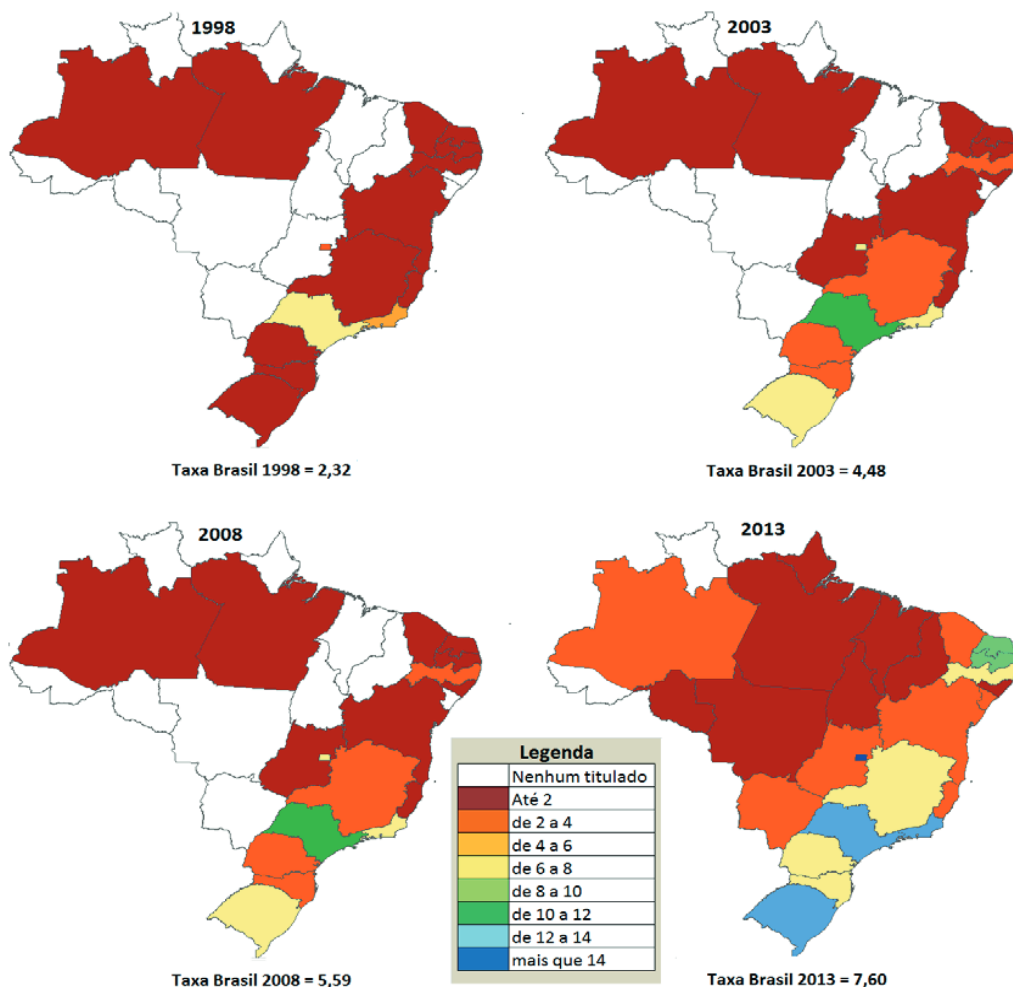 1998
2003
Taxa Brasil 1998 = 2,32
Taxa Brasil 2003 = 4,48
2008
2013
Legenda
Nenhum titulado
Até 2
de 2 a 4
de 4 a 6
de 6 a 8
de 8 a 10
de 10 a 12
de 12 a 14
mais que 14
Taxa Brasil 2008 = 5,59
Taxa Brasil 2013 = 7,60